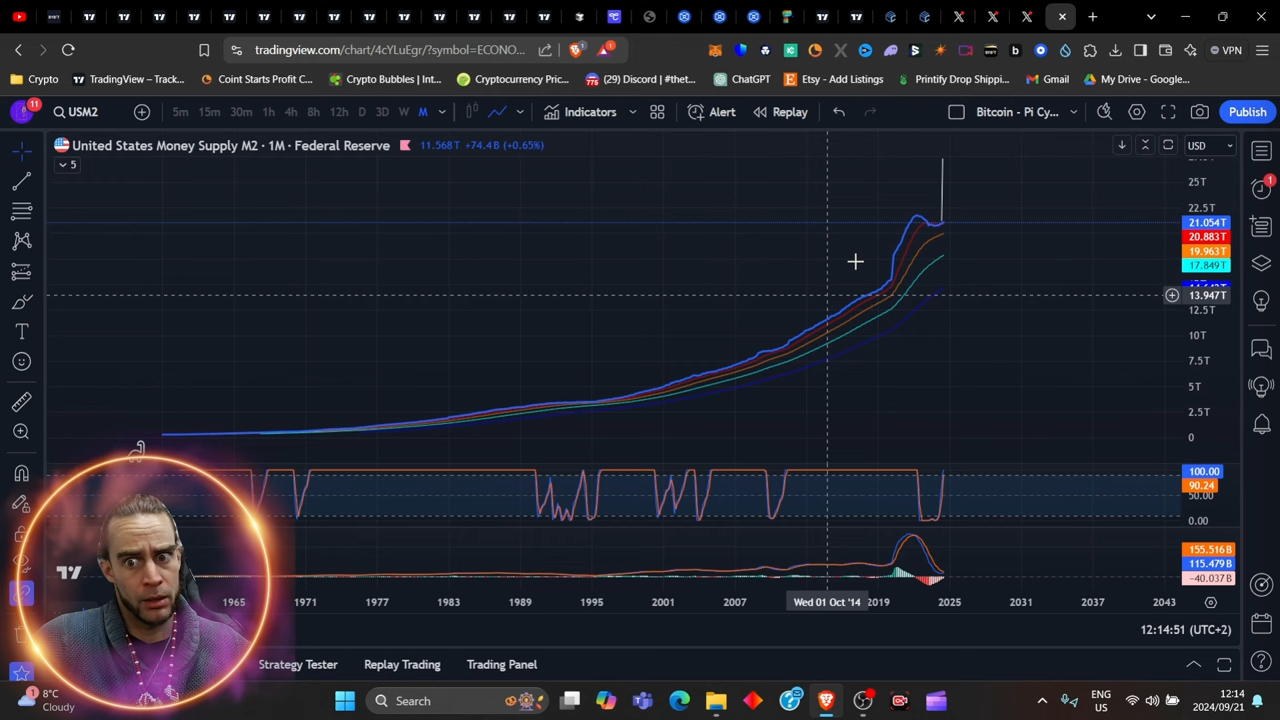 tradingview.com/chart/4cYLuEgr/?symbol=ECONO...
1
1
VPN
Crypto
TradingView – Track...
Coint Starts Profit C...
Crypto Bubbles | Int...
Cryptocurrency Pric...
(29) Discord | #thet...
ChatGPT
Etsy - Add Listings
Printify Drop Shippi...
Gmail
My Drive - Google...
11
USM2
5m 15m 30m 1h 4h 8h 12h D 3D W M
Indicators
Alert
Replay
Bitcoin - Pi Cy...
Publish
United States Money Supply M2 · 1M · Federal Reserve 11.568T +74.4B (+0.65%)
USD
5
1
25T
22.5T
21.054T
20.883T
19.963T
17.849T
13.947T
12.5T
10T
7.5T
5T
2.5T
0
100.00
90.24
50.00
0.00
155.516B
115.479B
−40.037B
1965 1971 1977 1983 1989 1995 2001 2007 Wed 01 Oct '14 2019 2025 2031 2037 2043
12:14:51 (UTC+2)
Strategy Tester
Replay Trading
Trading Panel
1
8°C
Cloudy
Search
ENG
US
12:14
2024/09/21